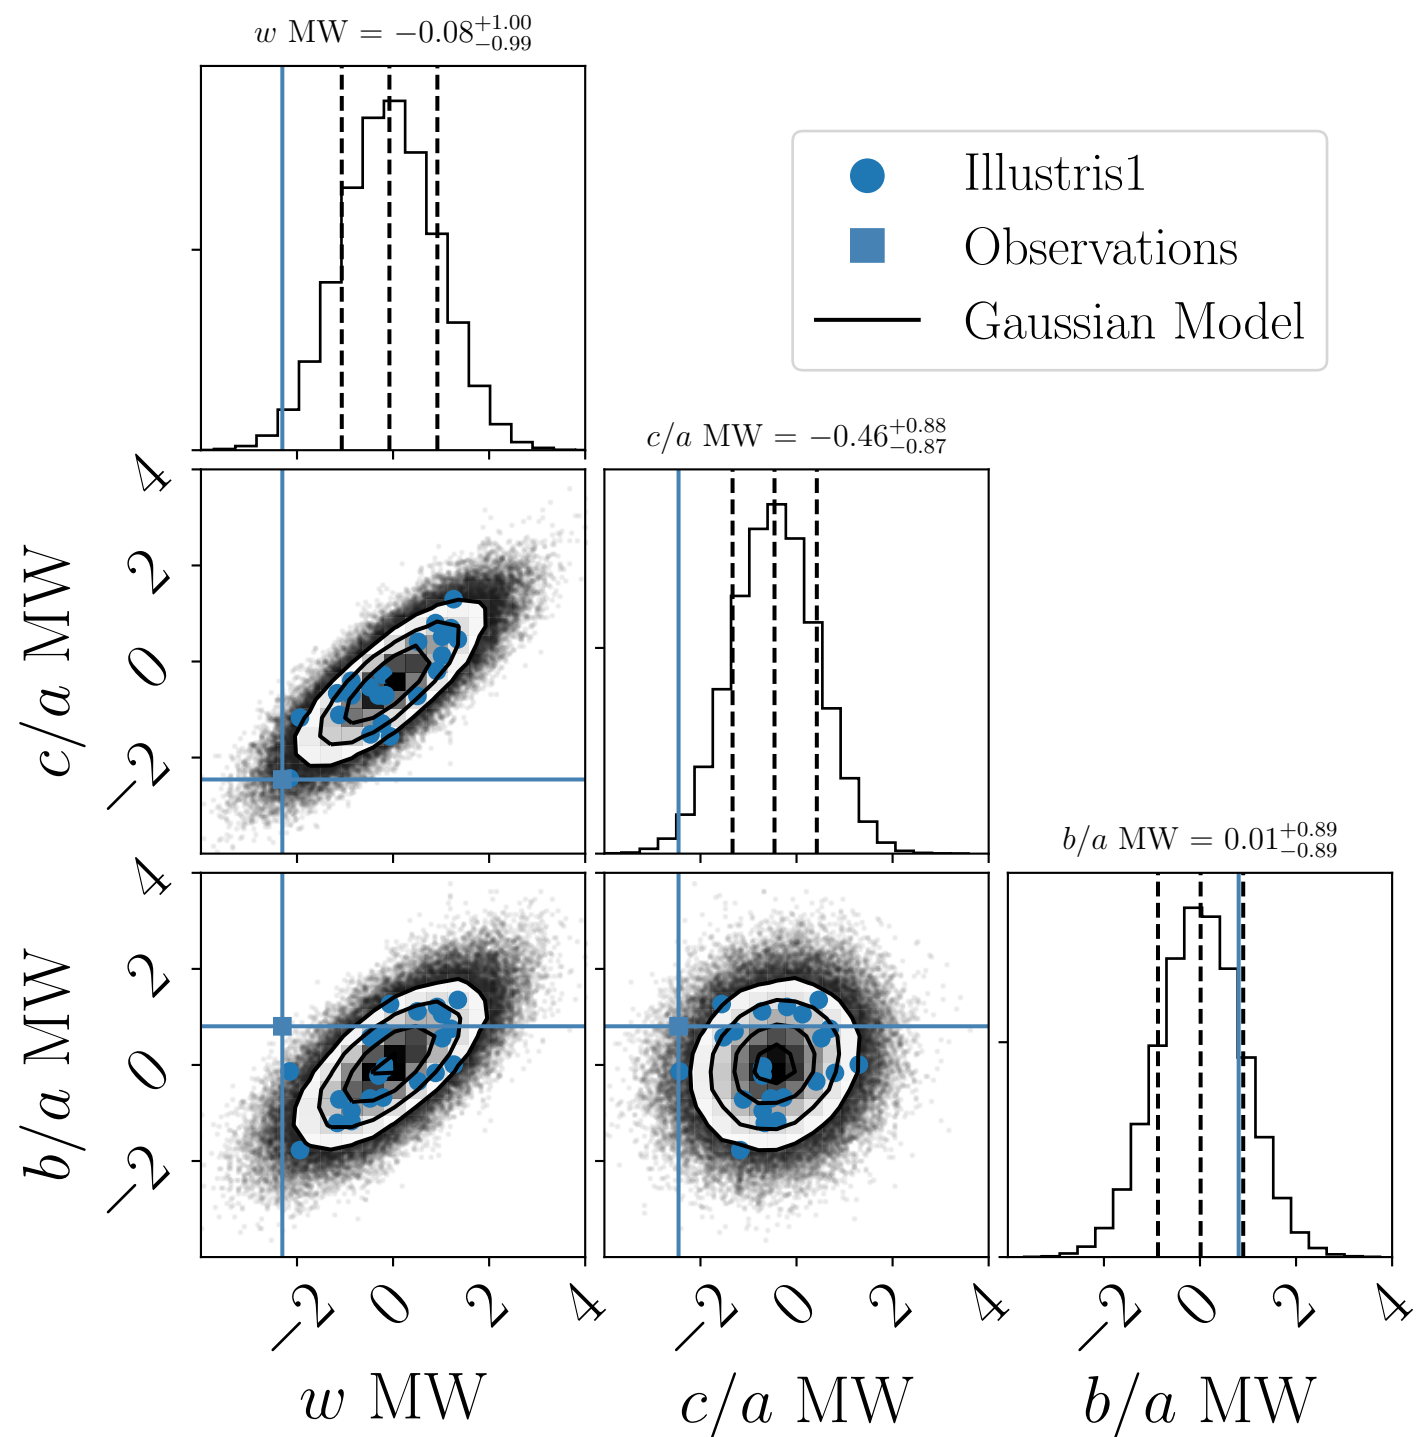 w MW = −0.08+1.00−0.99
Illustris1
Observations
Gaussian Model
c/a MW = −0.46+0.88−0.87
4
2
0
−2
c/a MW
b/a MW = 0.01+0.89−0.89
4
2
0
−2
b/a MW
−2 0 2 4
−2 0 2 4
−2 0 2 4
w MW
c/a MW
b/a MW